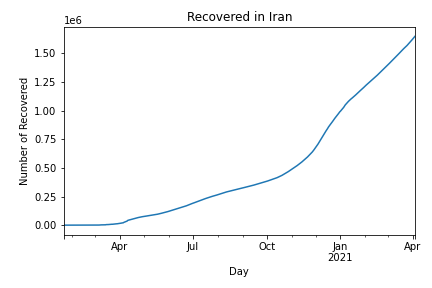 Recovered in Iran
1e6
1.50
1.25
1.00
0.75
0.50
0.25
0.00
Number of Recovered
Apr
Jul
Oct
Jan
2021
Apr
Day